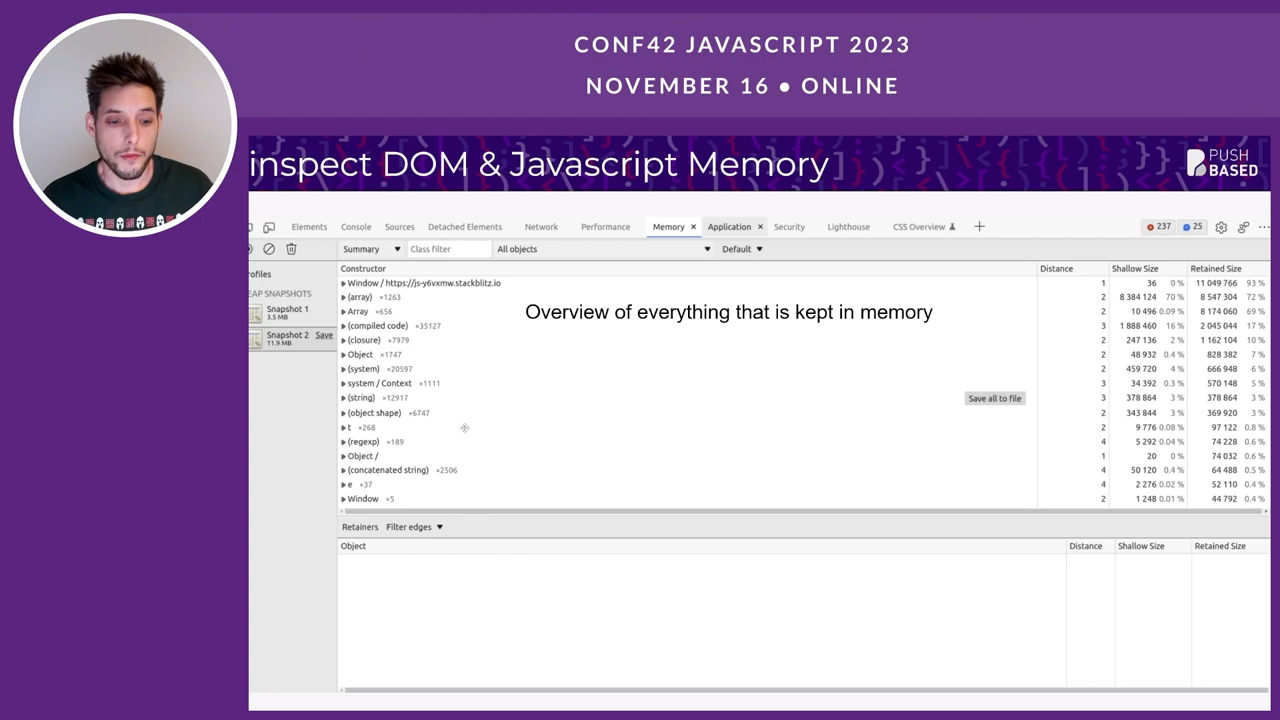 CONF42 JAVASCRIPT 2023
NOVEMBER 16 ● ONLINE
inspect DOM & Javascript Memory
PUSH
BASED
Elements Console Sources Detached Elements Network Performance Memory × Application × Security Lighthouse CSS Overview + 237 25
Summary ▼ Class filter All objects ▼ Default ▼
ofiles
EAP SNAPSHOTS
Snapshot 1
3.5 MB
Snapshot 2 Save
11.9 MB
Constructor Distance Shallow Size Retained Size
Window / https://js-y6vxmw.stackblitz.io 1 36 0 % 11 049 766 93 %
(array) ×1263 2 8 384 124 70 % 8 547 304 72 %
Array ×656 2 10 496 0.09 % 8 174 060 69 %
(compiled code) ×35127 3 1 888 460 16 % 2 045 044 17 %
(closure) ×7979 2 247 136 2 % 1 162 104 10 %
Object ×1747 2 48 932 0.4 % 828 382 7 %
(system) ×20597 2 459 720 4 % 666 948 6 %
system / Context ×1111 3 34 392 0.3 % 570 148 5 %
(string) ×12917 2 378 864 3 % 378 864 3 %
(object shape) ×6747 2 343 844 3 % 369 920 3 %
t ×268 2 9 776 0.08 % 97 122 0.8 %
(regexp) ×189 4 5 292 0.04 % 74 228 0.6 %
Object / 1 20 0 % 74 032 0.6 %
(concatenated string) ×2506 4 50 120 0.4 % 64 488 0.5 %
e ×37 4 2 276 0.02 % 52 110 0.4 %
Window ×5 2 1 248 0.01 % 44 792 0.4 %
Overview of everything that is kept in memory
Save all to file
Retainers Filter edges ▼
Object Distance Shallow Size Retained Size